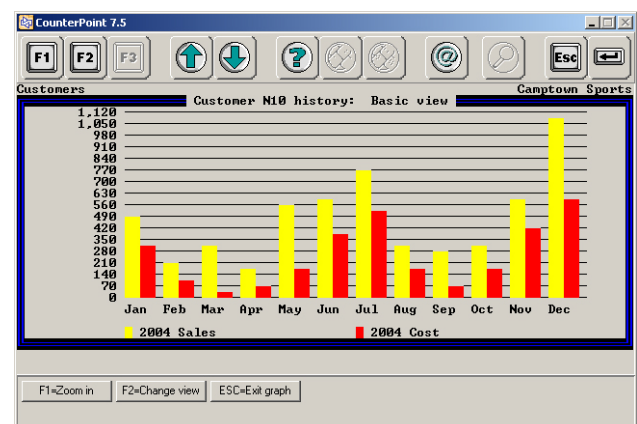 CounterPoint 7.5
F1 F2 F3 ? @ Esc
Customers Camptown Sports
Customer N10 history: Basic view
1,120
1,050
980
910
840
770
700
630
560
490
420
350
280
210
140
70
0
Jan Feb Mar Apr May Jun Jul Aug Sep Oct Nov Dec
2004 Sales 2004 Cost
F1=Zoom in F2=Change view ESC=Exit graph